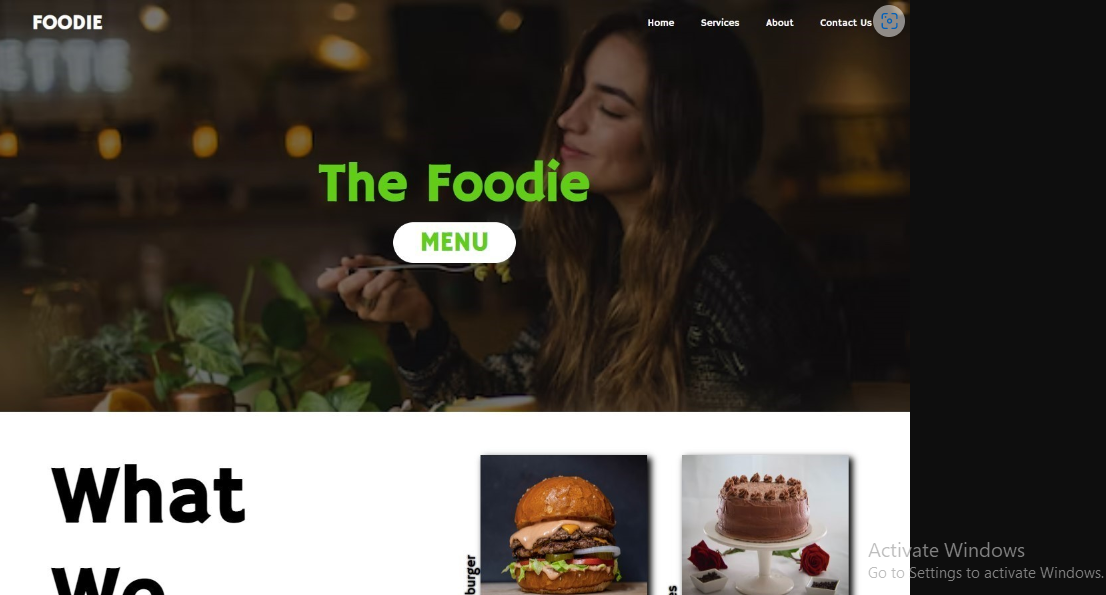 FOODIE
Home Services About Contact Us
ETTE
The Foodie
MENU
What
We
burger
Activate Windows
Go to Settings to activate Windows.